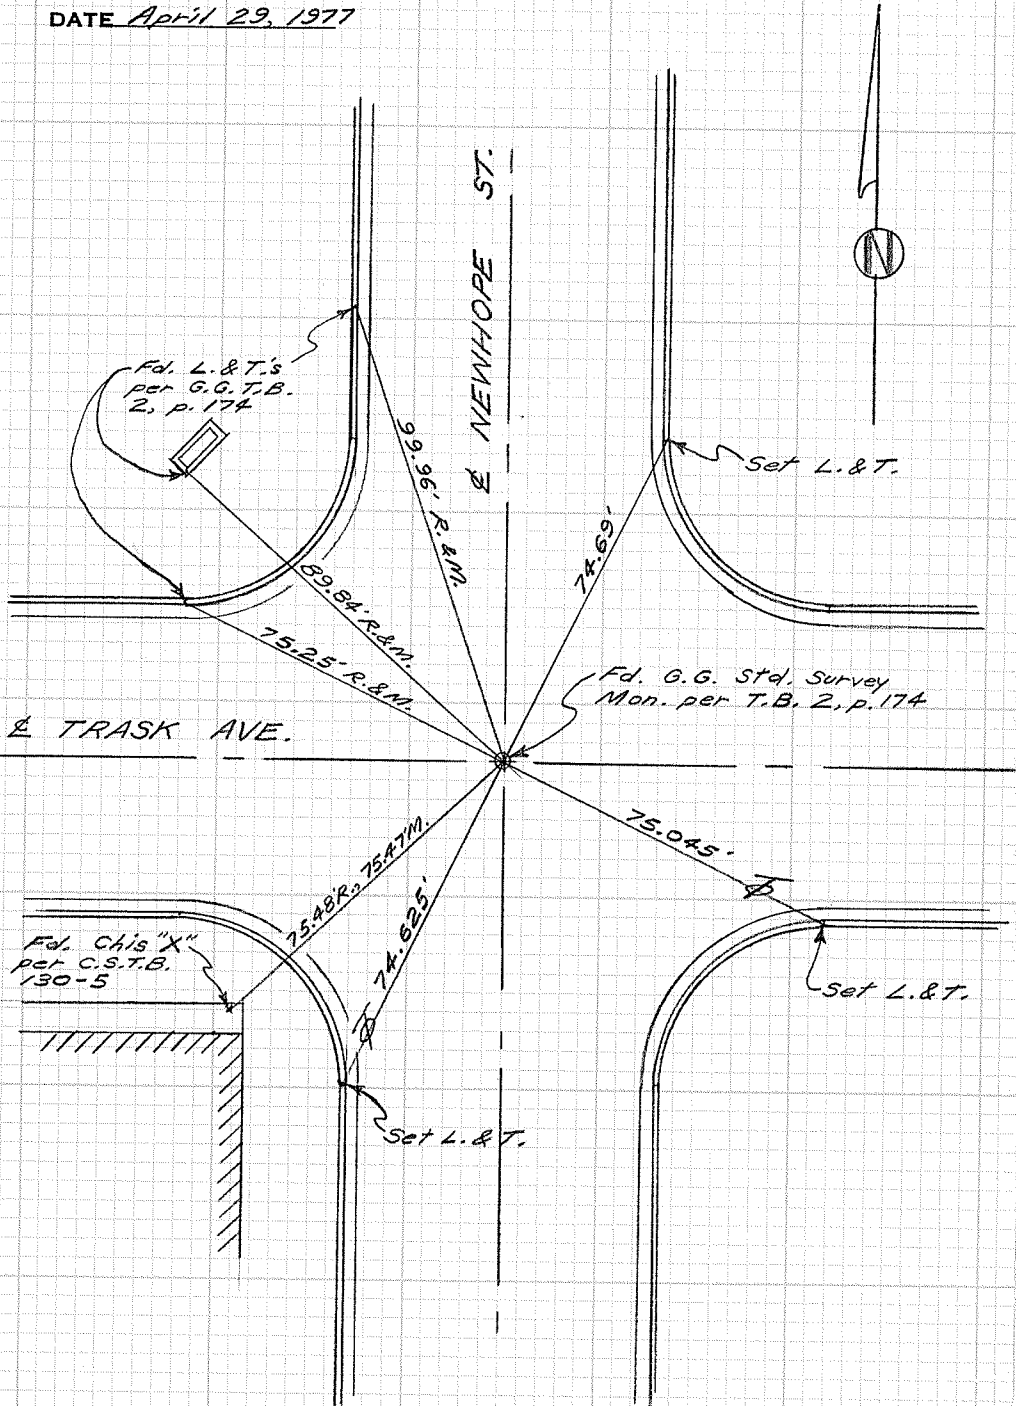 DATE April 29, 1977
N
℄ NEWHOPE ST.
Fd. L. & T.'s
per G.G.T.B.
2, p. 174
99.96' R.&M.
Set L. & T.
74.69'
89.84' R.&M.
75.25' R.&M.
Fd. G.G. Std. Survey
Mon. per T.B. 2, p. 174
℄ TRASK AVE.
75.045'
75.48'R., 75.47'M.
74.625'
Fd. Chis "X"
per C.S.T.B.
130-5
Set L. & T.
Set L. & T.